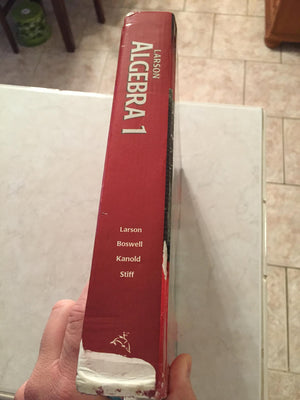 LARSON
ALGEBRA 1
Larson
Boswell
Kanold
Stiff